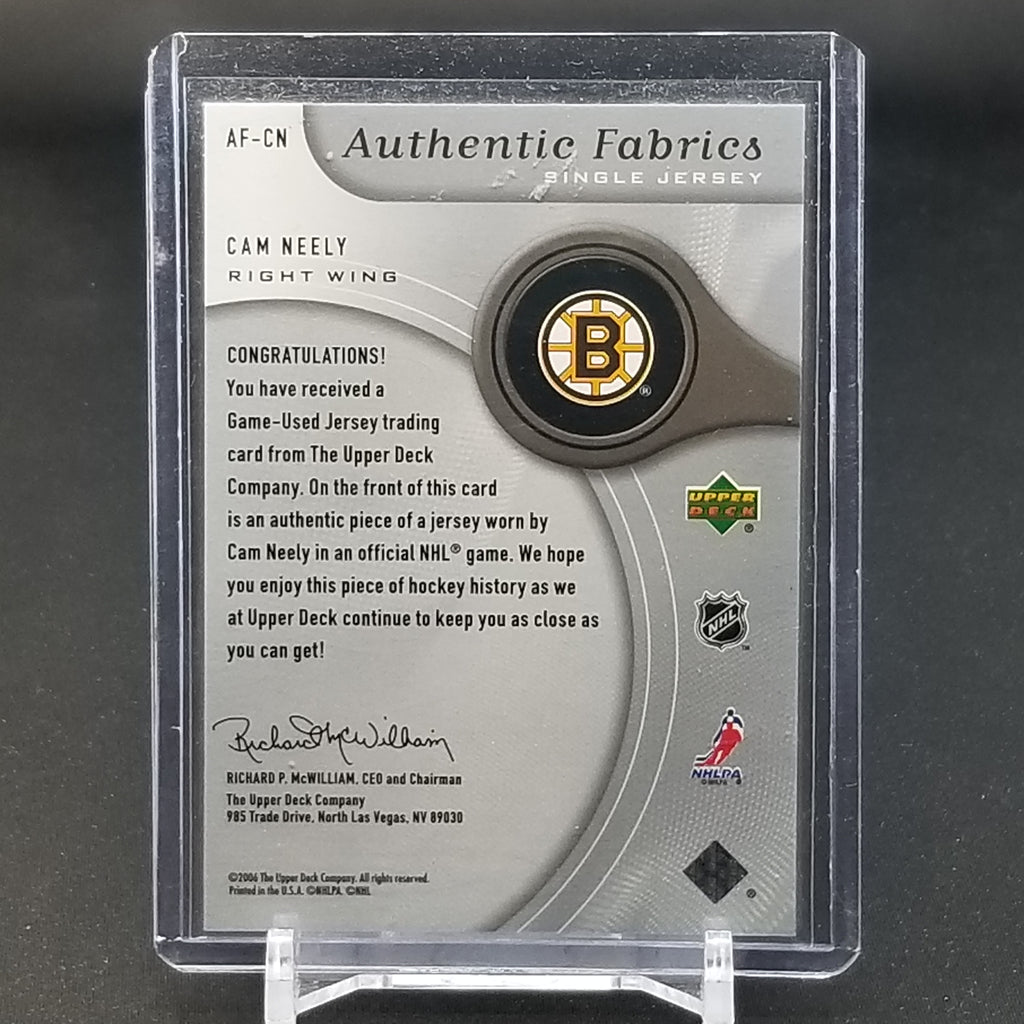 AF-CN
Authentic Fabrics
SINGLE JERSEY
CAM NEELY
RIGHT WING
B
®
CONGRATULATIONS!
You have received a
Game-Used Jersey trading
card from The Upper Deck
Company. On the front of this card
is an authentic piece of a jersey worn by
Cam Neely in an official NHL® game. We hope
you enjoy this piece of hockey history as we
at Upper Deck continue to keep you as close as
you can get!
UPPER
DECK
®
NHL
™
NHLPA
Richard P. McWilliam
RICHARD P. McWILLIAM, CEO and Chairman
The Upper Deck Company
985 Trade Drive, North Las Vegas, NV 89030
©2006 The Upper Deck Company. All rights reserved.
Printed in the U.S.A. ©NHLPA. ©NHL
®